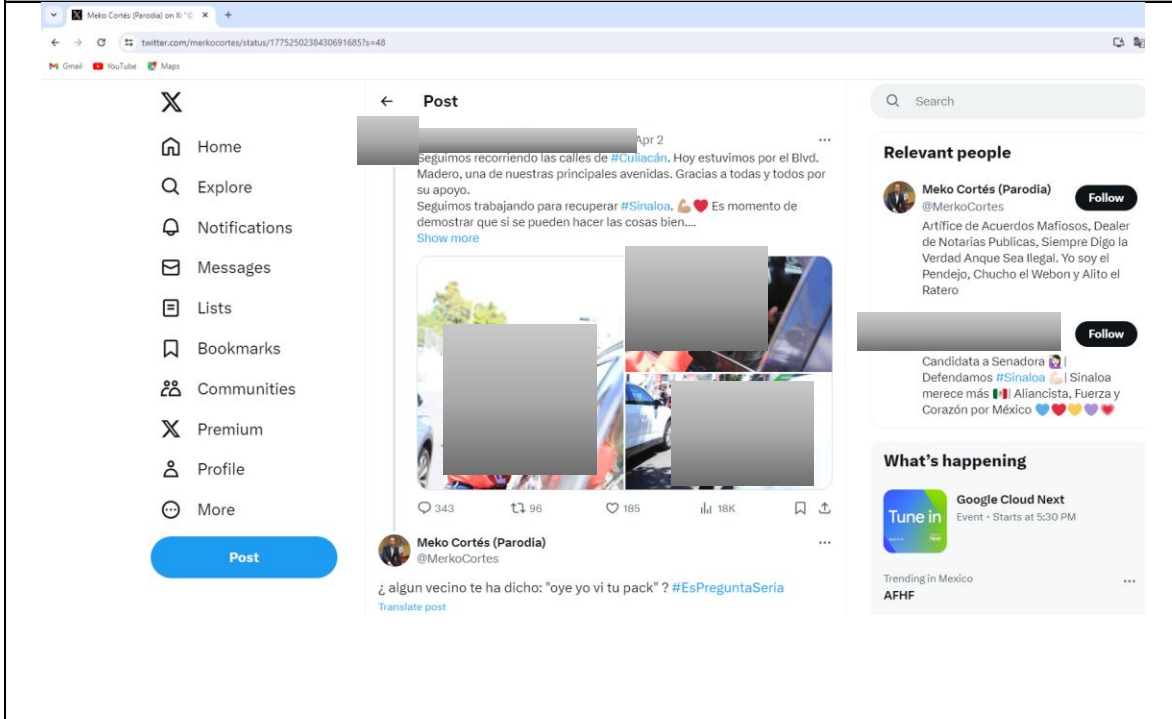 Meko Cortés (Parodia) on X: "¿
twitter.com/merkocortes/status/1775250238430691685?s=48
Gmail YouTube Maps
Home
Explore
Notifications
Messages
Lists
Bookmarks
Communities
Premium
Profile
More
Post
Post
Apr 2
Seguimos recorriendo las calles de #Culiacán. Hoy estuvimos por el Blvd.
Madero, una de nuestras principales avenidas. Gracias a todas y todos por
su apoyo.
Seguimos trabajando para recuperar #Sinaloa. 💪🏼❤️ Es momento de
demostrar que si se pueden hacer las cosas bien....
Show more
343 96 185 18K
Meko Cortés (Parodia)
@MerkoCortes
¿ algun vecino te ha dicho: "oye yo vi tu pack" ? #EsPreguntaSeria
Translate post
Search
Relevant people
Meko Cortés (Parodia)
@MerkoCortes
Follow
Artífice de Acuerdos Mafiosos, Dealer
de Notarias Publicas, Siempre Digo la
Verdad Anque Sea Ilegal. Yo soy el
Pendejo, Chucho el Webon y Alito el
Ratero
Follow
Candidata a Senadora 🙋🏻‍♀️|
Defendamos #Sinaloa 💪🏻| Sinaloa
merece más 🇲🇽| Aliancista, Fuerza y
Corazón por México 💙❤️💛💜💗
What's happening
Tune in
Google Cloud Next
Event · Starts at 5:30 PM
Trending in Mexico
AFHF